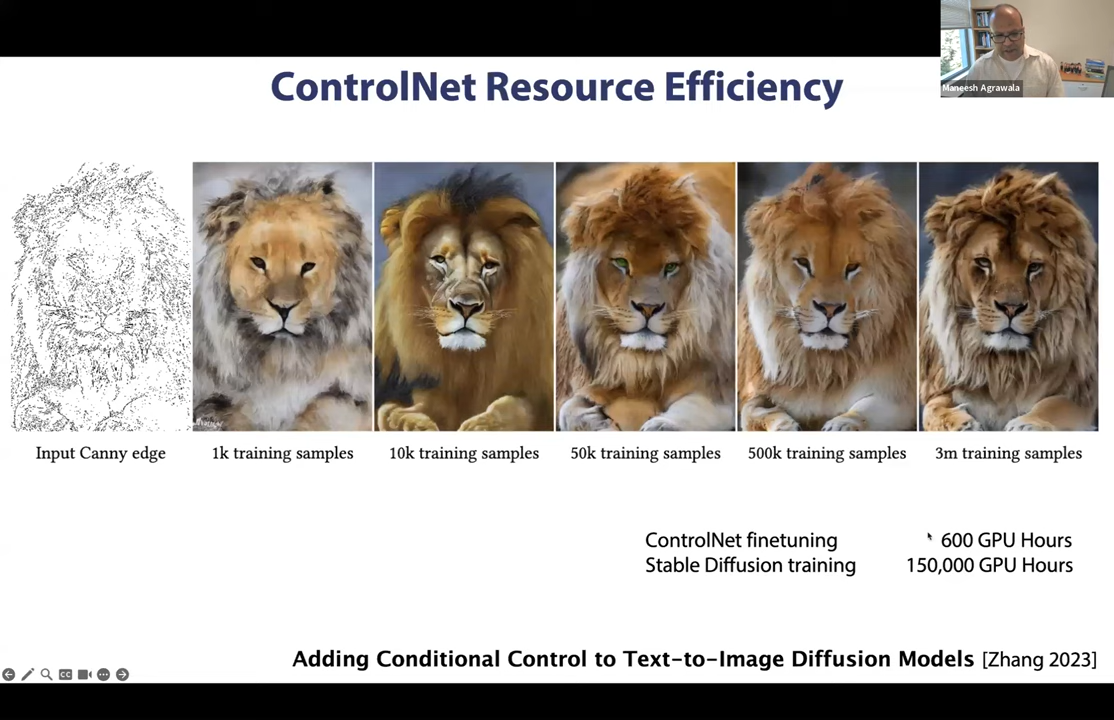 ControlNet Resource Efficiency
Maneesh Agrawala
Input Canny edge
1k training samples
10k training samples
50k training samples
500k training samples
3m training samples
ControlNet finetuning 600 GPU Hours
Stable Diffusion training 150,000 GPU Hours
Adding Conditional Control to Text-to-Image Diffusion Models [Zhang 2023]
CC